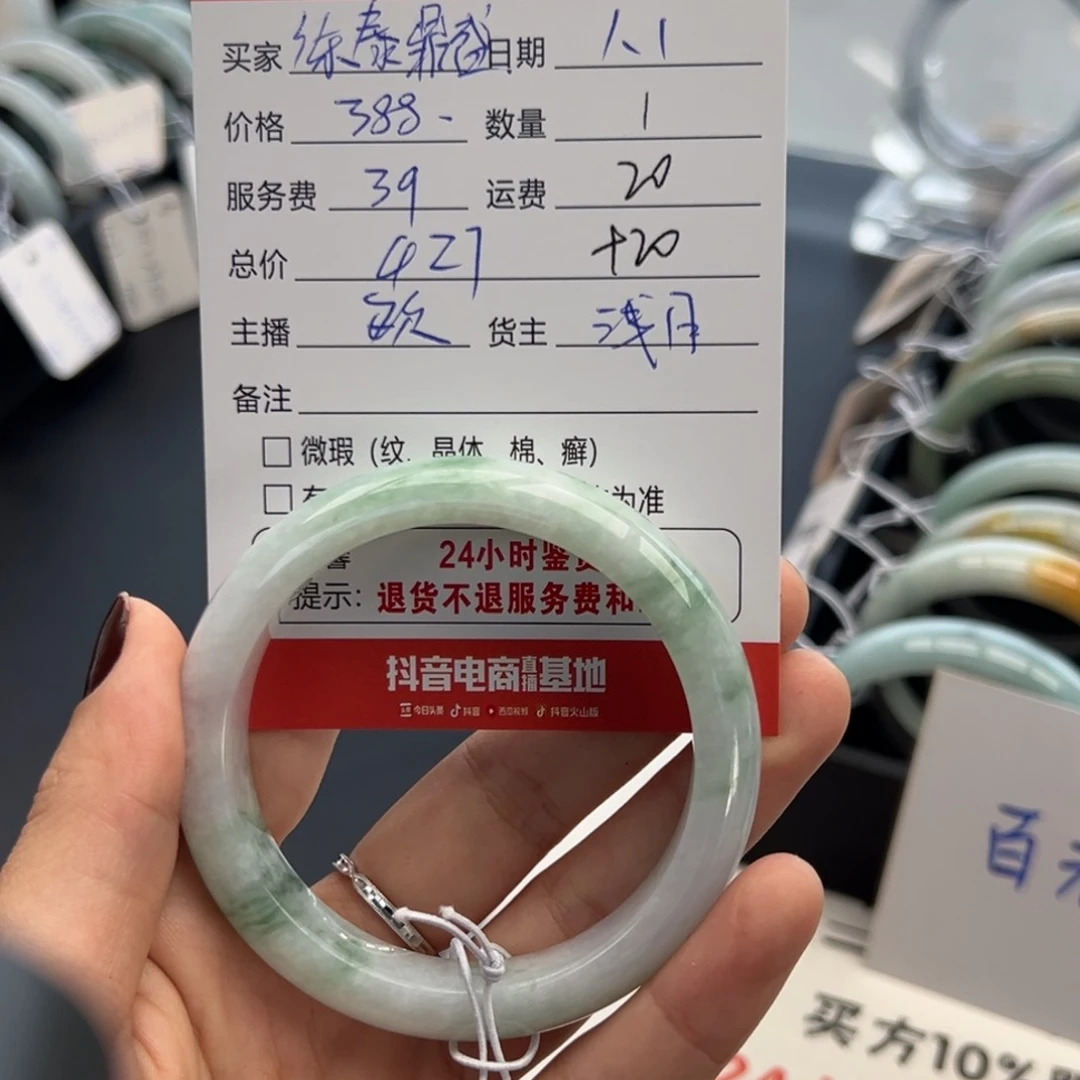 买家 徐泰鼎盛 日期 1.1
价格 388- 数量 1
服务费 39 运费 20
总价 427 +20
主播 欧 货主 浅月
备注
□ 微瑕（纹、晶体、棉、癣）
□ 为准
24小时鉴
提示：退货不退服务费和
抖音电商直播基地
今日头条 抖音 西瓜视频 抖音火山版
百
买方10%